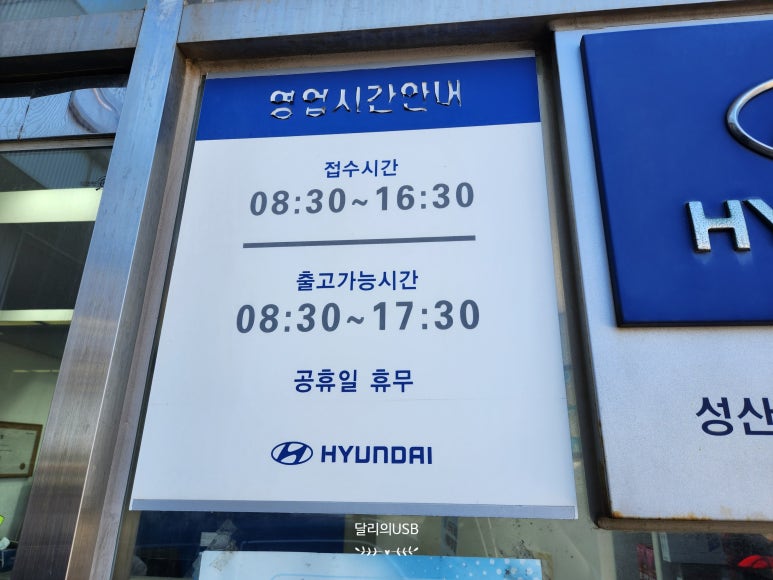 영업시간안내
접수시간
08:30~16:30
출고가능시간
08:30~17:30
공휴일 휴무
HYUNDAI
HY
성산
달리의USB